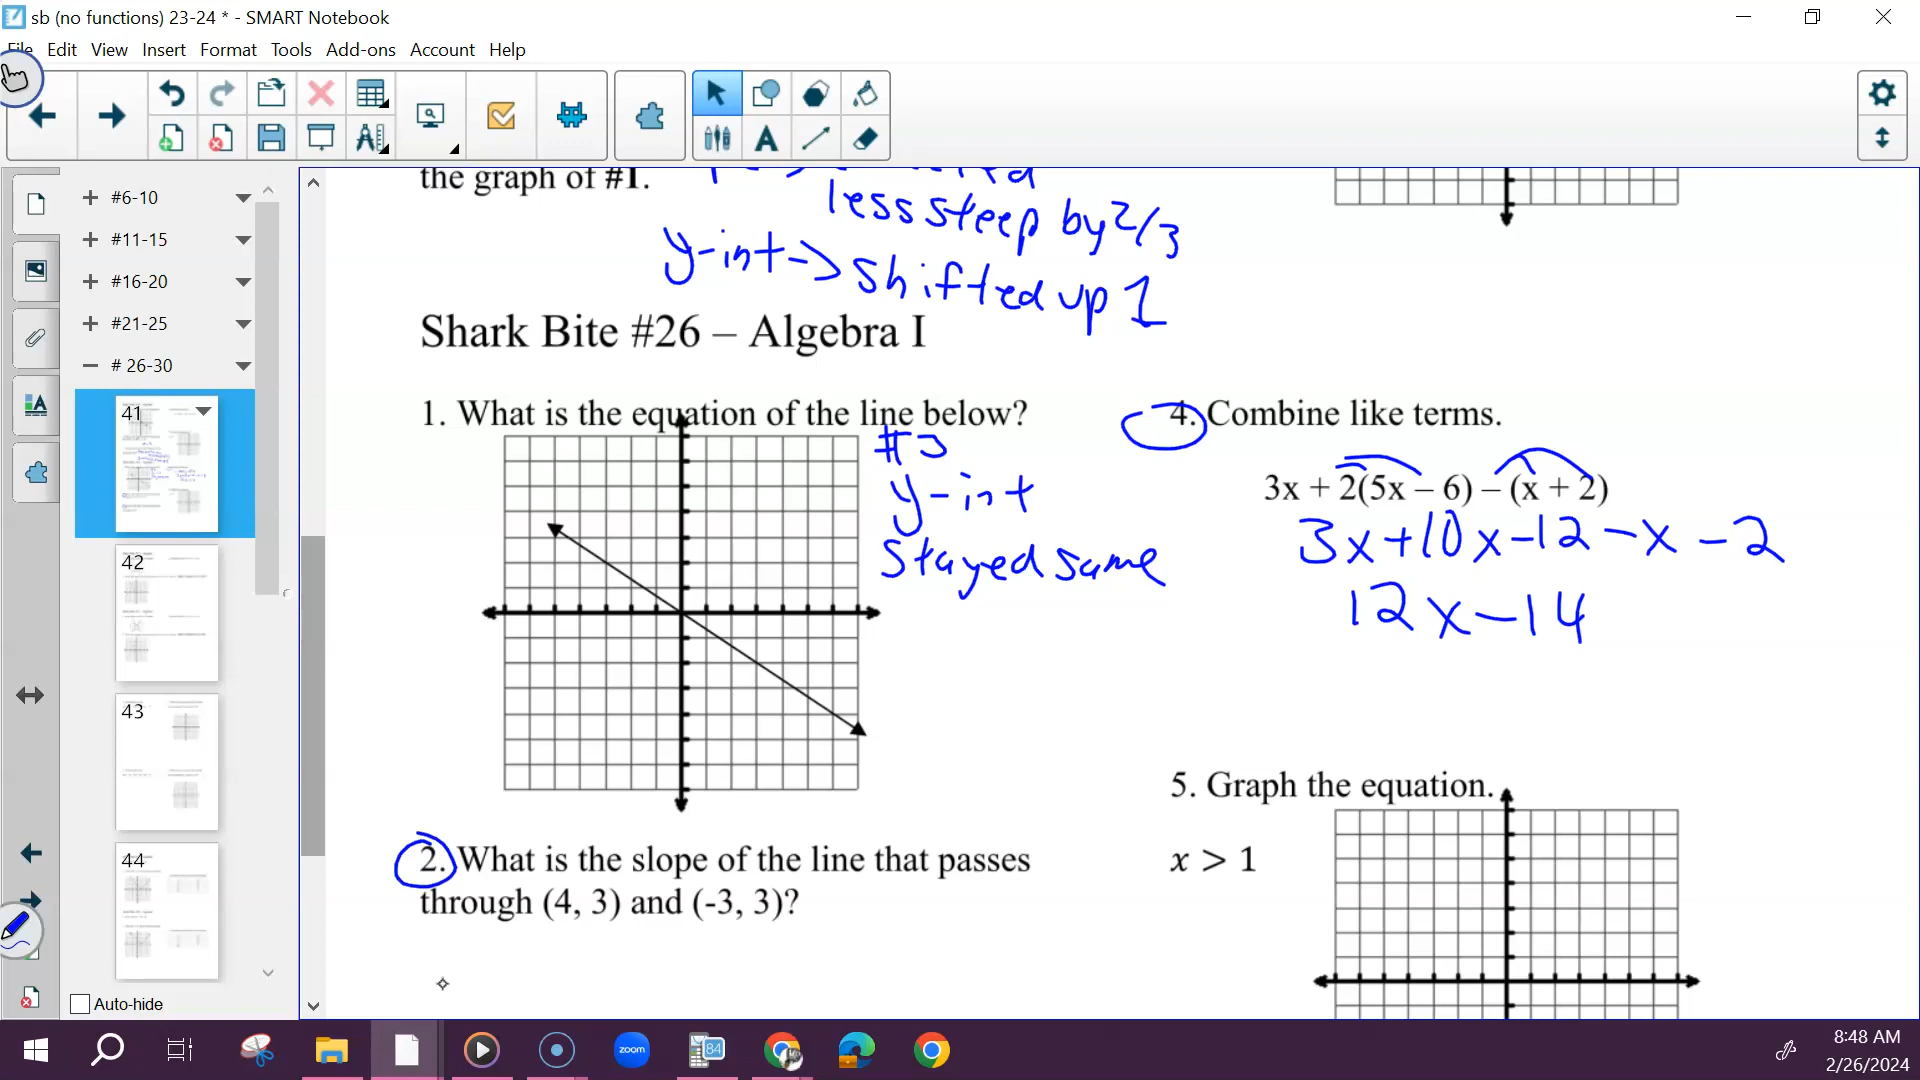 sb (no functions) 23-24 * - SMART Notebook
File Edit View Insert Format Tools Add-ons Account Help
#6-10
#11-15
#16-20
#21-25
# 26-30
41
42
43
44
Auto-hide
the graph of #1.
less steep by 2/3
y-int -> shifted up 1
Shark Bite #26 – Algebra I
1. What is the equation of the line below?
#3
y-int
stayed same
2. What is the slope of the line that passes
through (4, 3) and (-3, 3)?
4. Combine like terms.
3x + 2(5x – 6) – (x + 2)
3x+10x-12-x-2
12x-14
5. Graph the equation.
x > 1
zoom
84
8:48 AM
2/26/2024